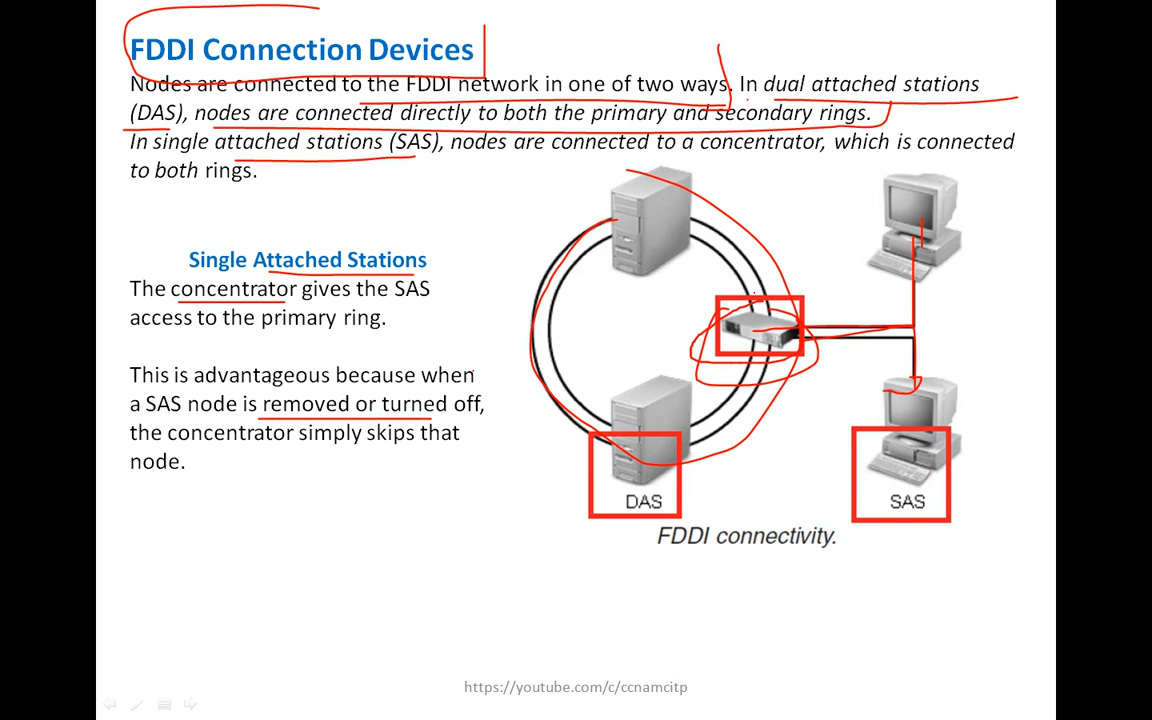 FDDI Connection Devices
Nodes are connected to the FDDI network in one of two ways. In dual attached stations
(DAS), nodes are connected directly to both the primary and secondary rings.
In single attached stations (SAS), nodes are connected to a concentrator, which is connected
to both rings.
Single Attached Stations
The concentrator gives the SAS
access to the primary ring.
This is advantageous because when
a SAS node is removed or turned off,
the concentrator simply skips that
node.
DAS
SAS
FDDI connectivity.
https://youtube.com/c/ccnamcitp